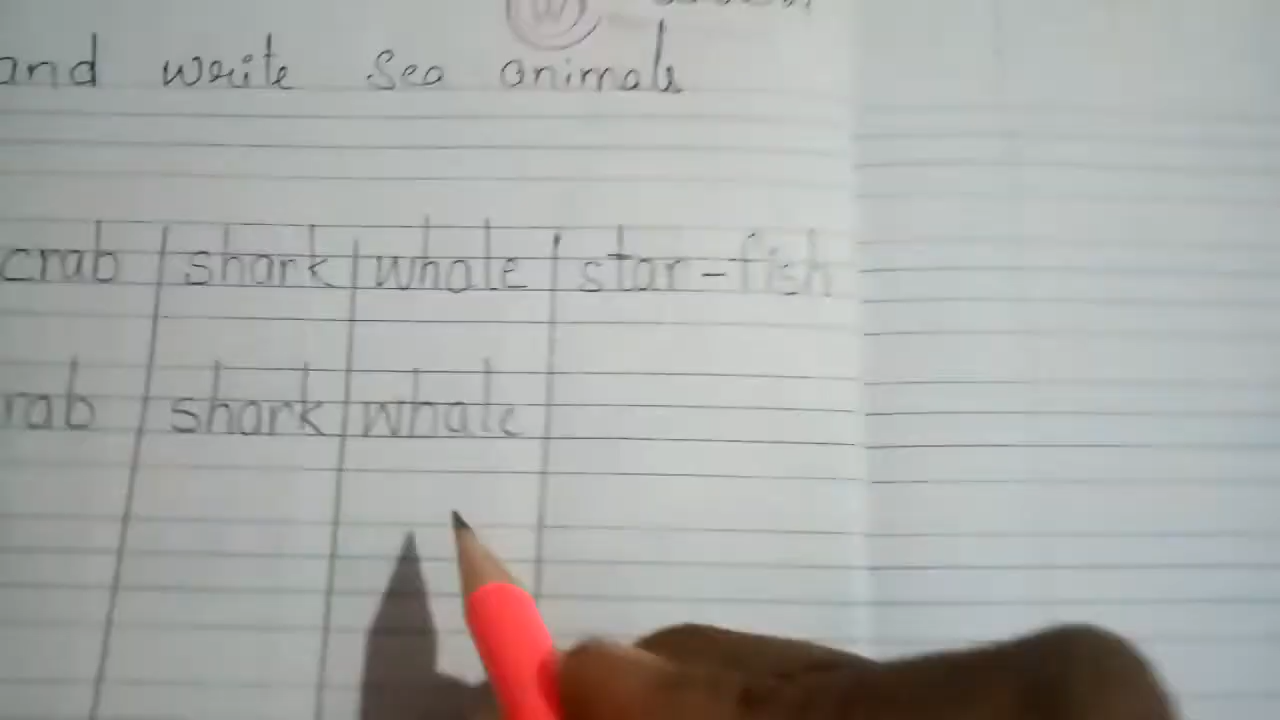 and write Sea animals
crab shark whale star-fish
rab shark whale